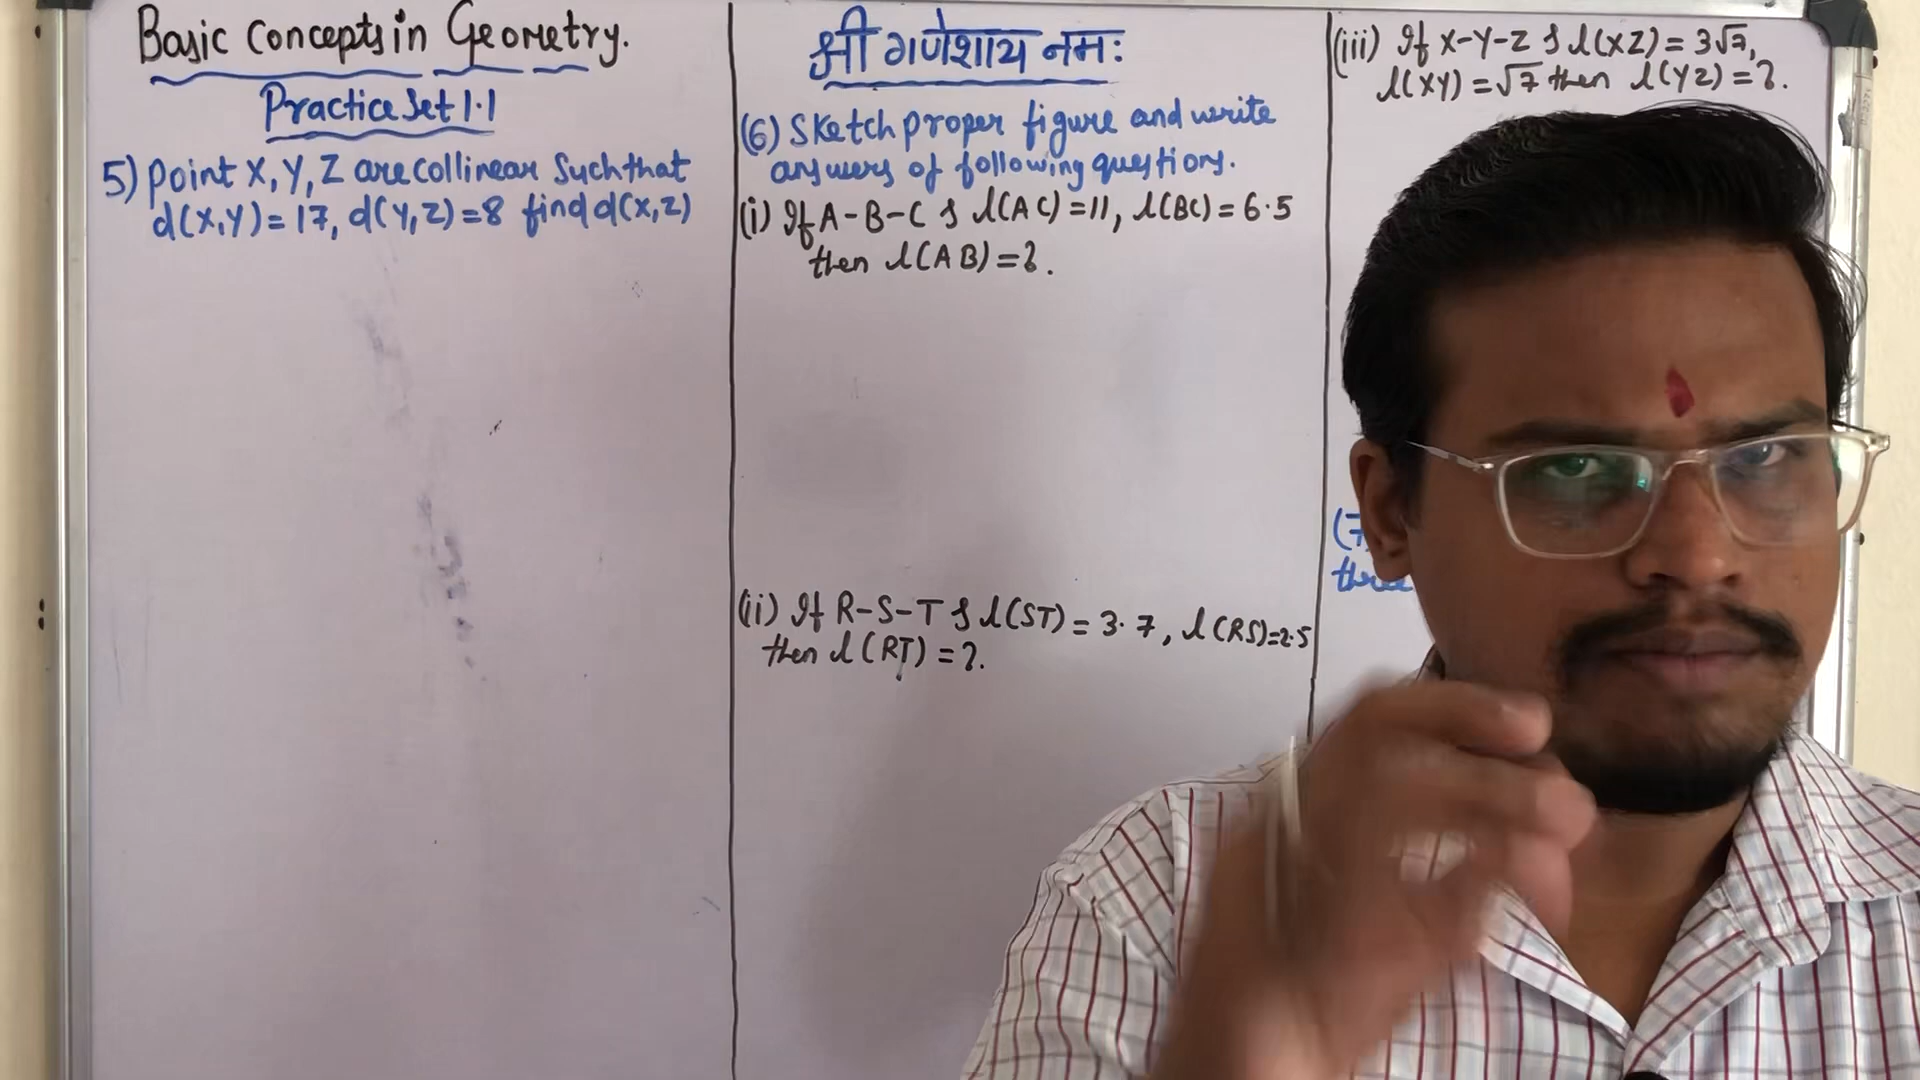 Basic Concepts in Geometry.
Practice Set 1.1
5) Point X, Y, Z are collinear such that
d(X,Y) = 17, d(Y,Z) = 8 find d(X,Z)
श्री गणेशाय नमः
(6) Sketch proper figure and write
answers of following questions.
(i) If A-B-C & l(AC) = 11, l(BC) = 6.5
then l(AB) = ?.
(ii) If R-S-T & l(ST) = 3.7, l(RS)=2.5
then l(RT) = ?.
(iii) If X-Y-Z & l(XZ) = 3√7,
l(XY) = √7 then l(YZ) = ?.
(7
three